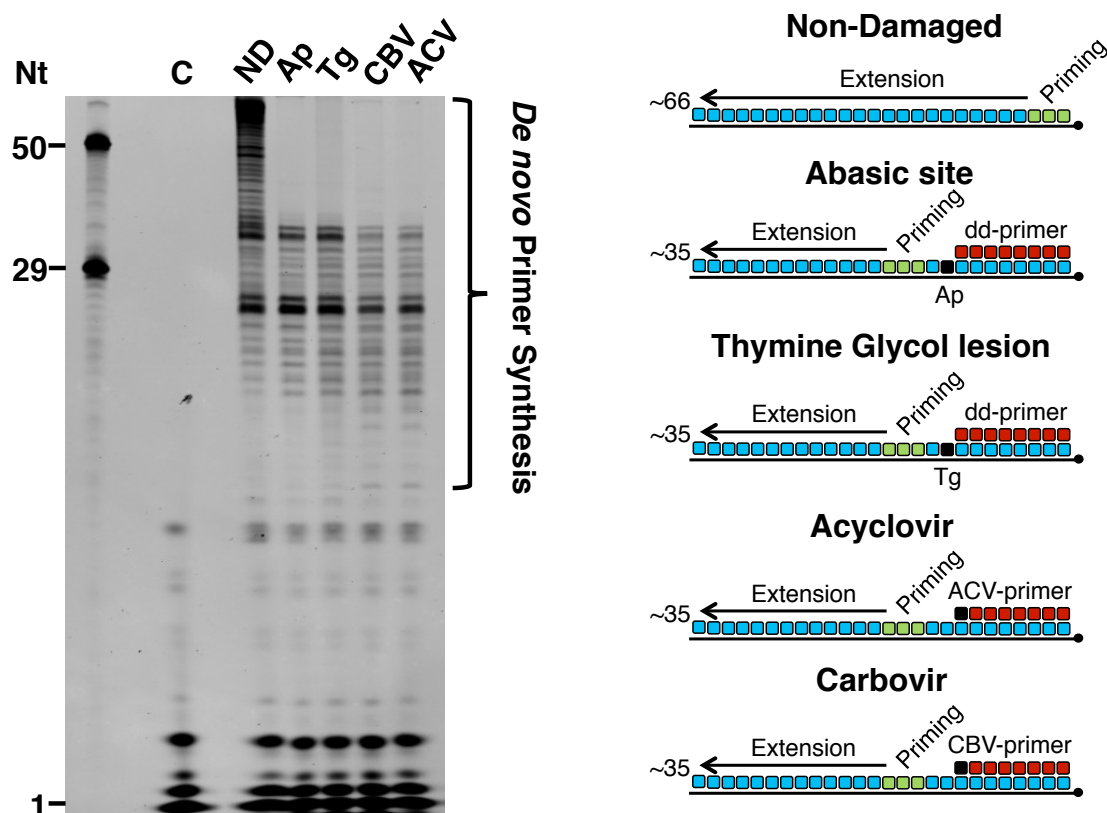 Nt
C
ND
Ap
Tg
CBV
ACV
50
29
1
De novo Primer Synthesis
Non-Damaged
Priming
Extension
~66
Abasic site
Priming
dd-primer
Extension
~35
Ap
Thymine Glycol lesion
Priming
dd-primer
Extension
~35
Tg
Acyclovir
Priming
ACV-primer
Extension
~35
Carbovir
Priming
CBV-primer
Extension
~35